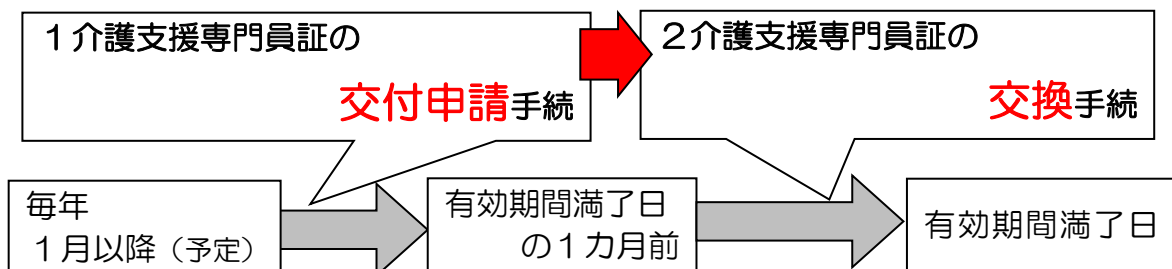 １介護支援専門員証の
交付申請手続
２介護支援専門員証の
交換手続
毎年
１月以降（予定）
有効期間満了日
の１カ月前
有効期間満了日